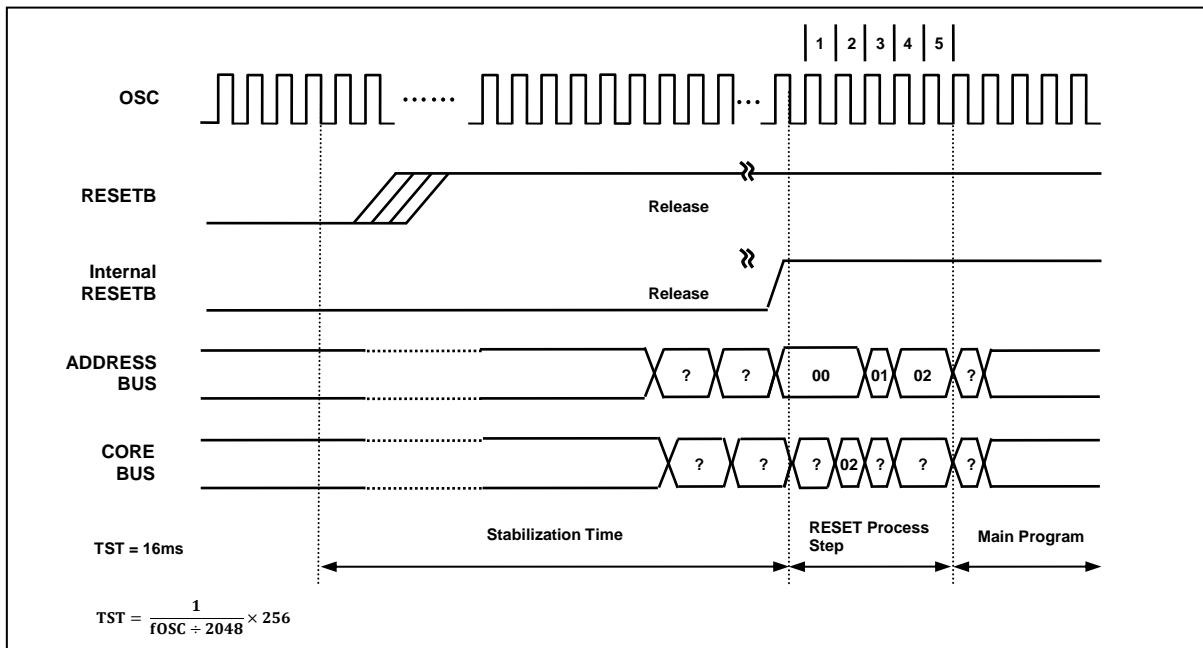 1 2 3 4 5
OSC
RESETB
Release
Internal
RESETB
Release
ADDRESS
BUS
? ? 00 01 02 ?
CORE
BUS
? ? ? 02 ? ? ?
Stabilization Time
RESET Process
Step
Main Program
TST = 16ms
TST = 1 / (fOSC ÷ 2048) × 256